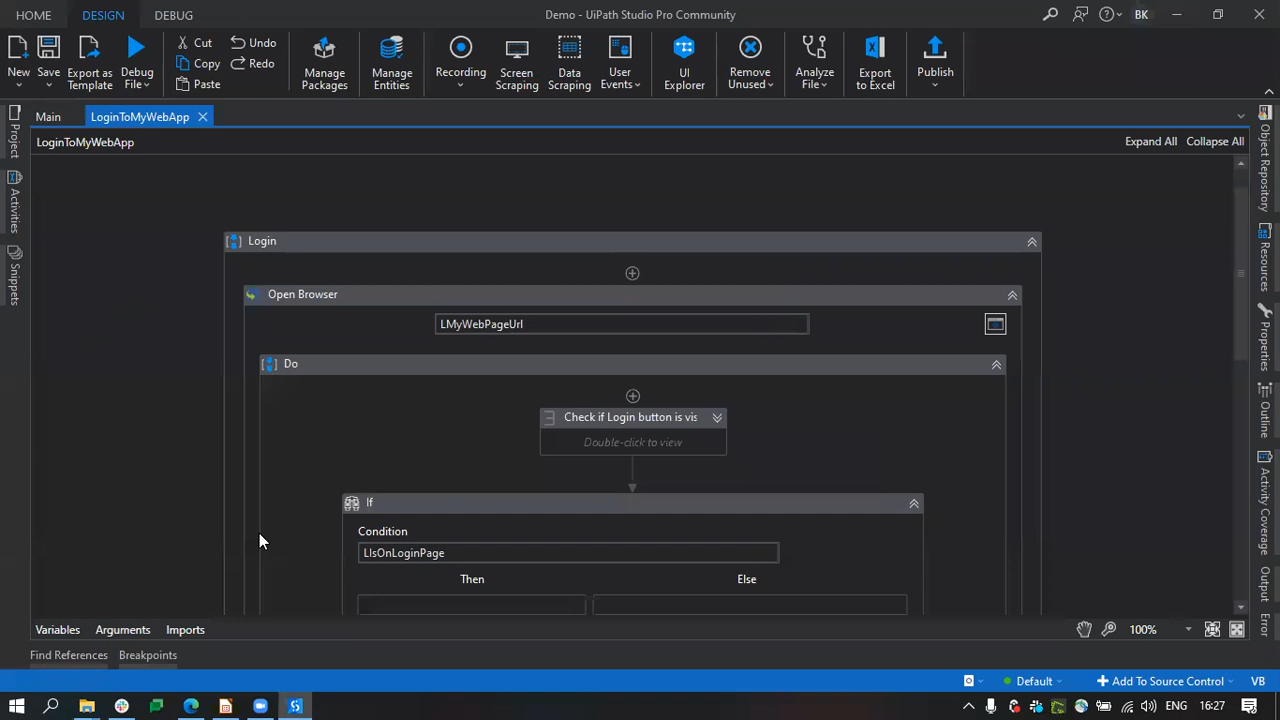 HOME DESIGN DEBUG Demo - UiPath Studio Pro Community BK
New Save Export as Template Debug File Cut Copy Paste Undo Redo Manage Packages Manage Entities Recording Screen Scraping Data Scraping User Events UI Explorer Remove Unused Analyze File Export to Excel Publish
Main LoginToMyWebApp
LoginToMyWebApp Expand All Collapse All
Project
Activities
Snippets
Login
Open Browser
LMyWebPageUrl
Do
Check if Login button is vis
Double-click to view
If
Condition
LIsOnLoginPage
Then Else
Object Repository
Resources
Properties
Outline
Activity Coverage
Output
Error
Variables Arguments Imports 100%
Find References Breakpoints
Default Add To Source Control VB
ENG 16:27